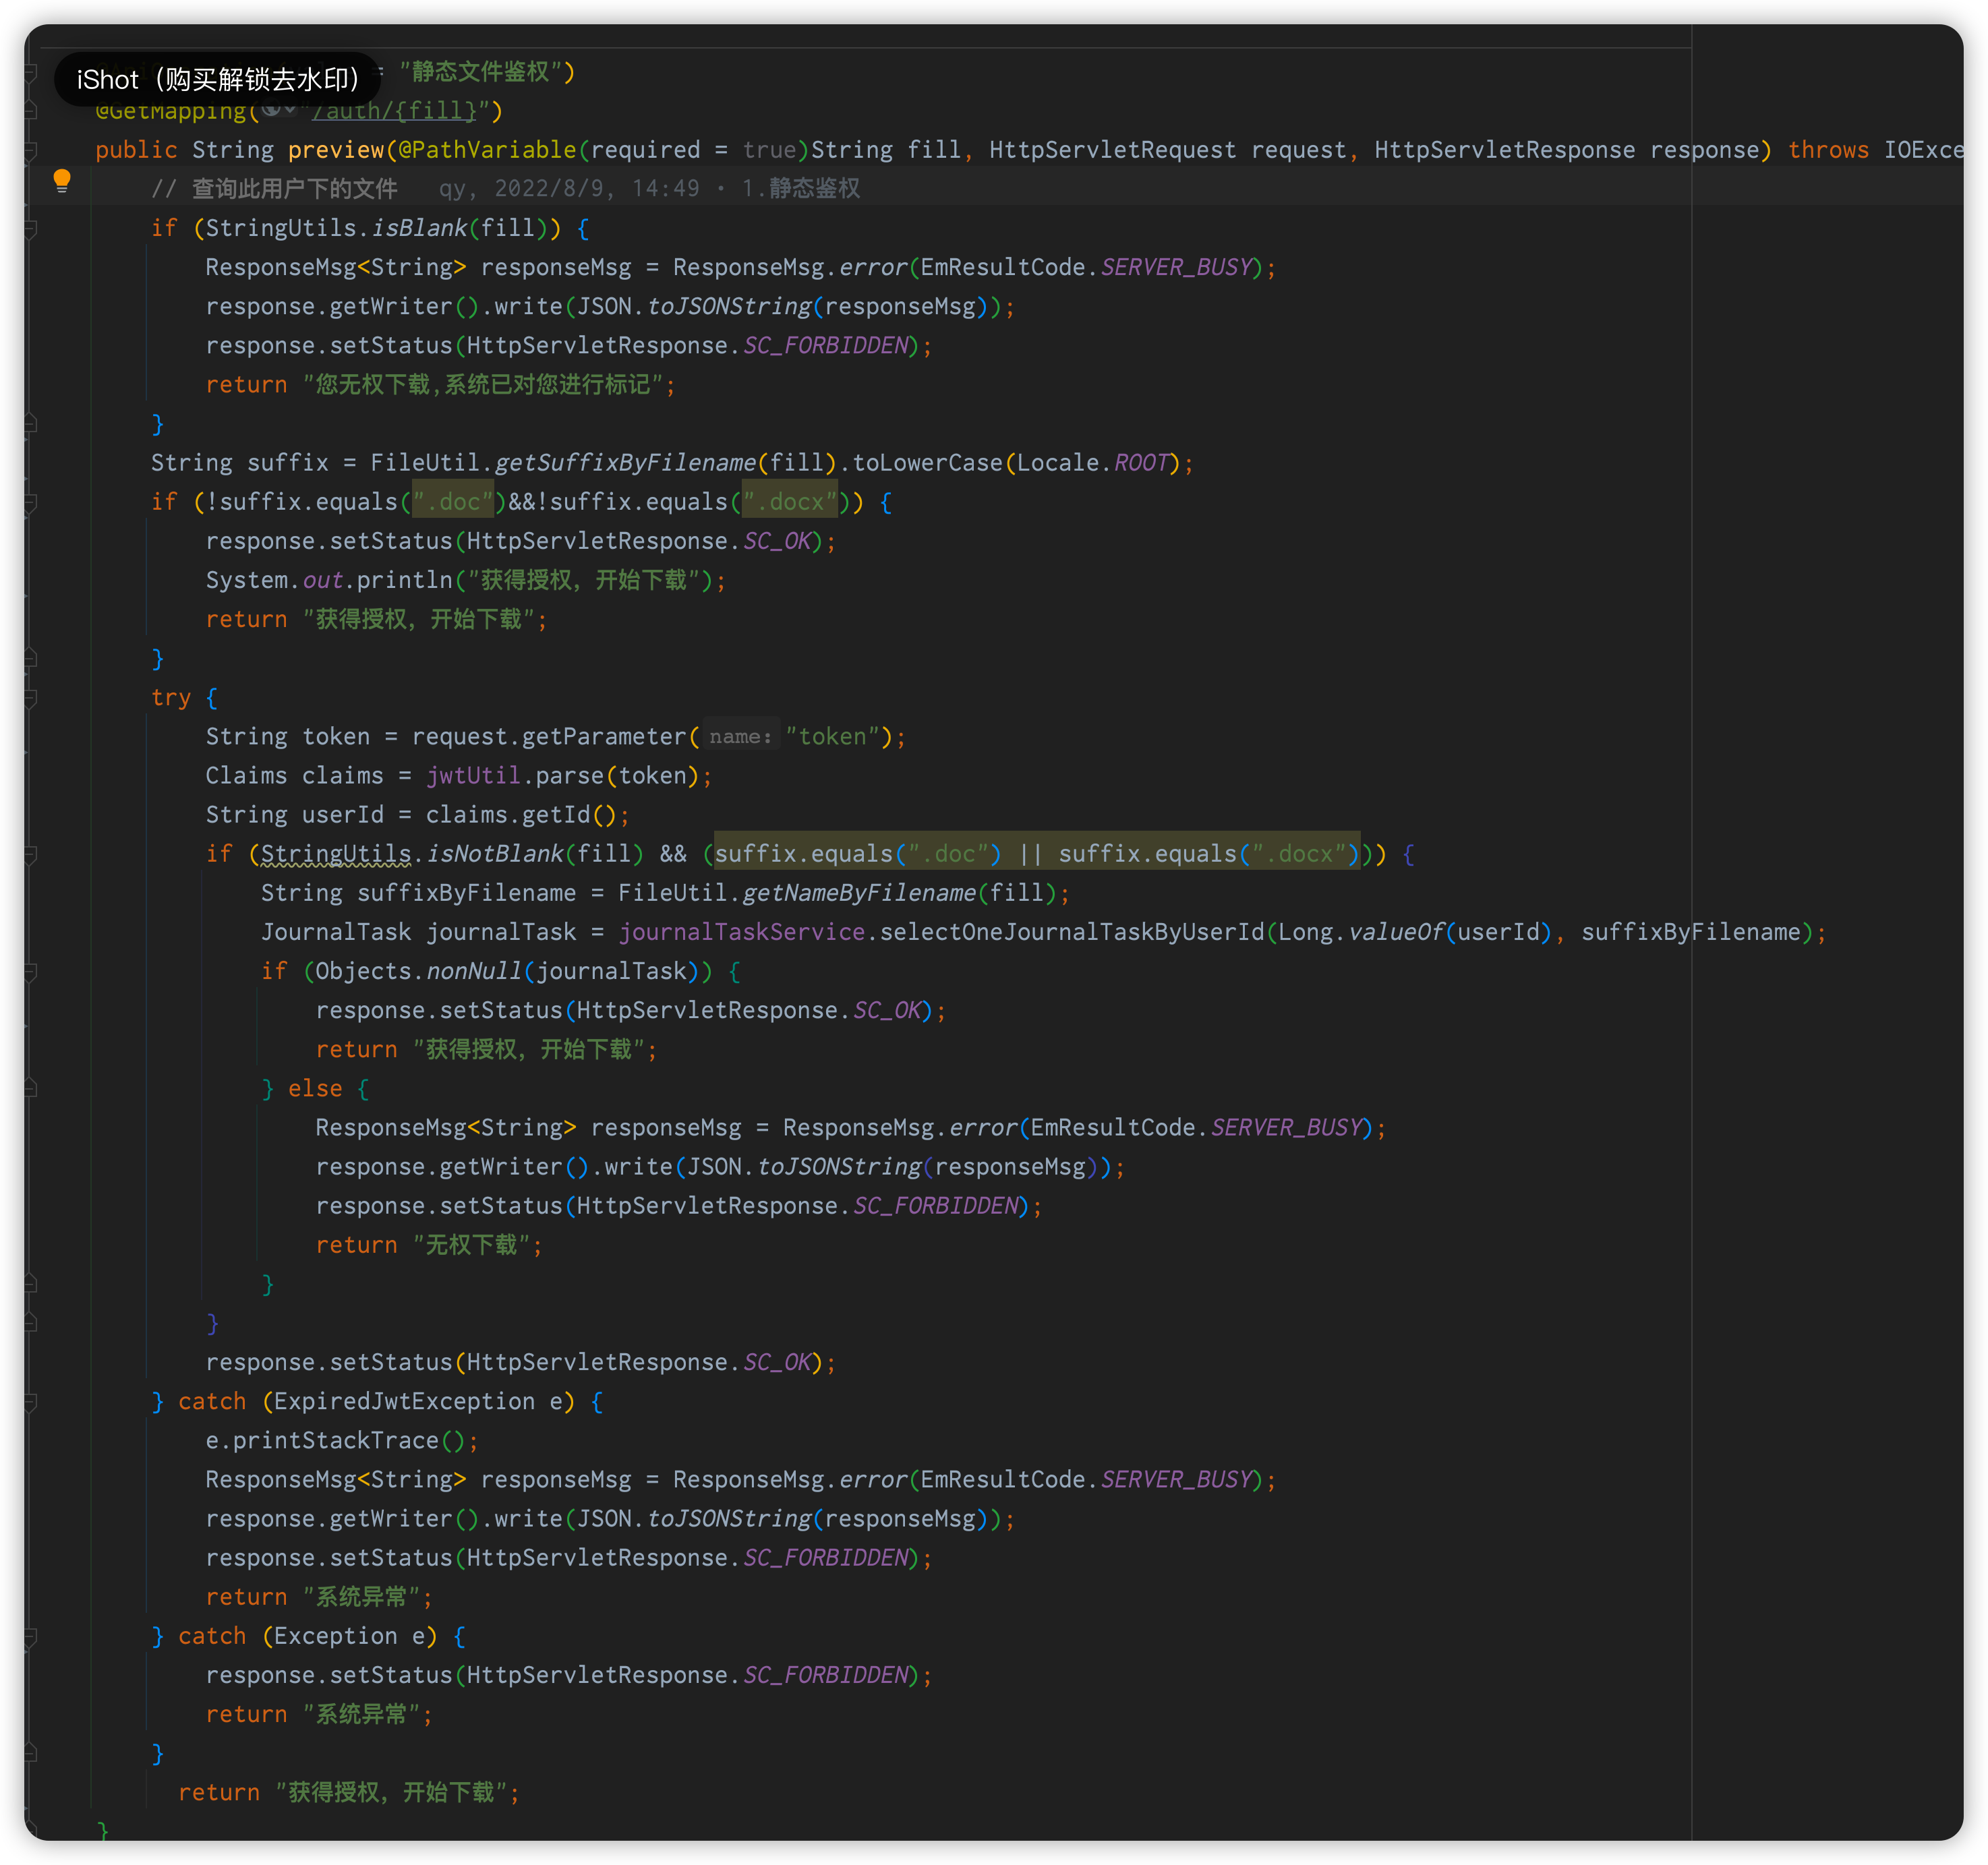 iShot（购买解锁去水印） = "静态文件鉴权")
@GetMapping("/auth/{fill}")
public String preview(@PathVariable(required = true)String fill, HttpServletRequest request, HttpServletResponse response) throws IOExce
// 查询此用户下的文件 qy, 2022/8/9, 14:49 • 1.静态鉴权
if (StringUtils.isBlank(fill)) {
ResponseMsg<String> responseMsg = ResponseMsg.error(EmResultCode.SERVER_BUSY);
response.getWriter().write(JSON.toJSONString(responseMsg));
response.setStatus(HttpServletResponse.SC_FORBIDDEN);
return "您无权下载,系统已对您进行标记";
}
String suffix = FileUtil.getSuffixByFilename(fill).toLowerCase(Locale.ROOT);
if (!suffix.equals(".doc")&&!suffix.equals(".docx")) {
response.setStatus(HttpServletResponse.SC_OK);
System.out.println("获得授权，开始下载");
return "获得授权，开始下载";
}
try {
String token = request.getParameter( name: "token");
Claims claims = jwtUtil.parse(token);
String userId = claims.getId();
if (StringUtils.isNotBlank(fill) && (suffix.equals(".doc") || suffix.equals(".docx"))) {
String suffixByFilename = FileUtil.getNameByFilename(fill);
JournalTask journalTask = journalTaskService.selectOneJournalTaskByUserId(Long.valueOf(userId), suffixByFilename);
if (Objects.nonNull(journalTask)) {
response.setStatus(HttpServletResponse.SC_OK);
return "获得授权，开始下载";
} else {
ResponseMsg<String> responseMsg = ResponseMsg.error(EmResultCode.SERVER_BUSY);
response.getWriter().write(JSON.toJSONString(responseMsg));
response.setStatus(HttpServletResponse.SC_FORBIDDEN);
return "无权下载";
}
}
response.setStatus(HttpServletResponse.SC_OK);
} catch (ExpiredJwtException e) {
e.printStackTrace();
ResponseMsg<String> responseMsg = ResponseMsg.error(EmResultCode.SERVER_BUSY);
response.getWriter().write(JSON.toJSONString(responseMsg));
response.setStatus(HttpServletResponse.SC_FORBIDDEN);
return "系统异常";
} catch (Exception e) {
response.setStatus(HttpServletResponse.SC_FORBIDDEN);
return "系统异常";
}
return "获得授权，开始下载";
}